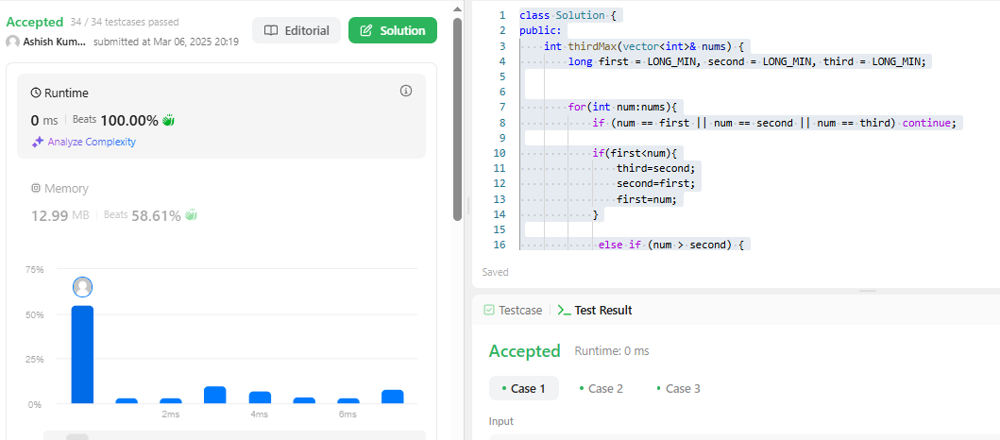 Accepted 34 / 34 testcases passed
Ashish Kum... submitted at Mar 06, 2025 20:19
Editorial
Solution
Runtime
0 ms | Beats 100.00%
Analyze Complexity
Memory
12.99 MB | Beats 58.61%
75%
50%
25%
0%
2ms
4ms
6ms
1 class Solution {
2 public:
3     int thirdMax(vector<int>& nums) {
4         long first = LONG_MIN, second = LONG_MIN, third = LONG_MIN;
5
6
7         for(int num:nums){
8             if (num == first || num == second || num == third) continue;
9
10             if(first<num){
11                 third=second;
12                 second=first;
13                 first=num;
14             }
15
16              else if (num > second) {
Saved
Testcase | >_ Test Result
Accepted Runtime: 0 ms
• Case 1 • Case 2 • Case 3
Input